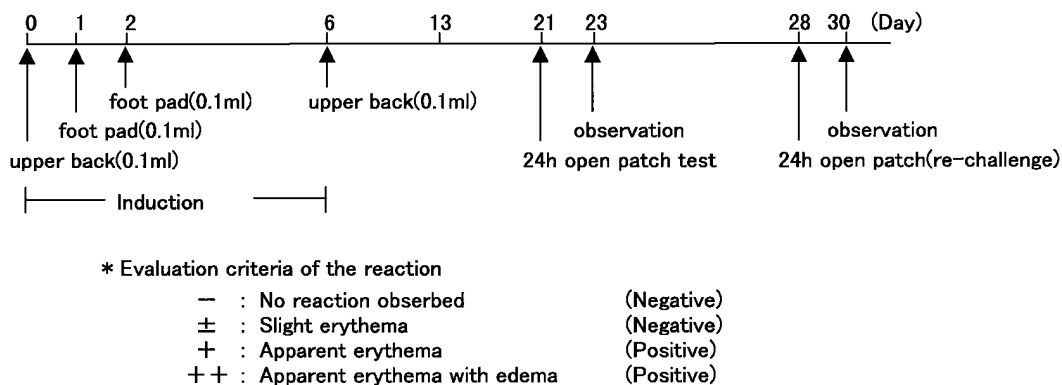 0 1 2 6 13 21 23 28 30 (Day)
foot pad(0.1ml) upper back(0.1ml)
foot pad(0.1ml) observation observation
upper back(0.1ml) 24h open patch test 24h open patch(re-challenge)
Induction
* Evaluation criteria of the reaction
− : No reaction obserbed (Negative)
± : Slight erythema (Negative)
+ : Apparent erythema (Positive)
++ : Apparent erythema with edema (Positive)